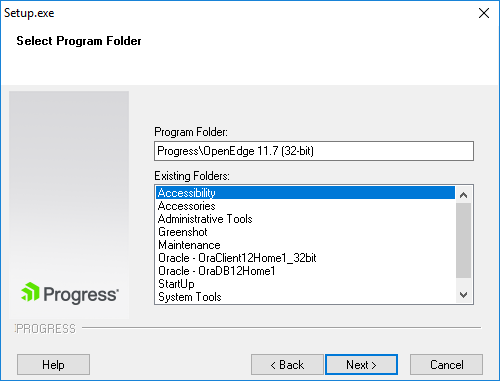 Setup.exe
Select Program Folder
Program Folder:
Progress\OpenEdge 11.7 (32-bit)
Existing Folders:
Accessibility
Accessories
Administrative Tools
Greenshot
Maintenance
Oracle - OraClient12Home1_32bit
Oracle - OraDB12Home1
StartUp
System Tools
Progress
PROGRESS
Help
< Back
Next >
Cancel